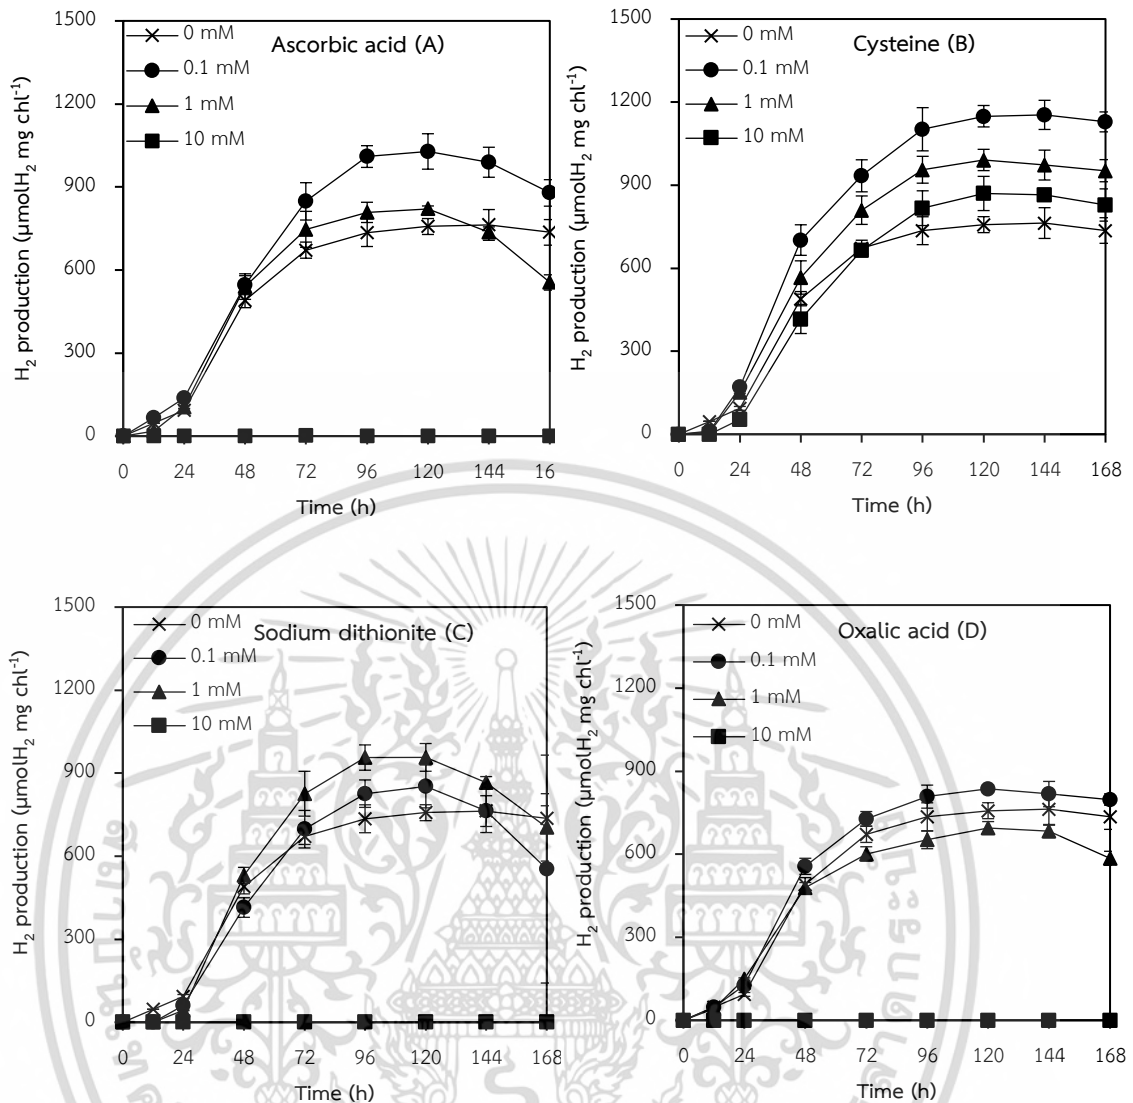 1500
1200
900
600
300
0
H₂ production (µmolH₂ mg chl⁻¹)
0 mM
0.1 mM
1 mM
10 mM
Ascorbic acid (A)
0 24 48 72 96 120 144 16
Time (h)
1500
1200
900
600
300
0
H₂ production (µmolH₂ mg chl⁻¹)
0 mM
0.1 mM
1 mM
10 mM
Cysteine (B)
0 24 48 72 96 120 144 168
Time (h)
1500
1200
900
600
300
0
H₂ production (µmolH₂ mg chl⁻¹)
0 mM
0.1 mM
1 mM
10 mM
Sodium dithionite (C)
0 24 48 72 96 120 144 168
Time (h)
1500
1200
900
600
300
0
H₂ production (µmolH₂ mg chl⁻¹)
0 mM
0.1 mM
1 mM
10 mM
Oxalic acid (D)
0 24 48 72 96 120 144 168
Time (h)